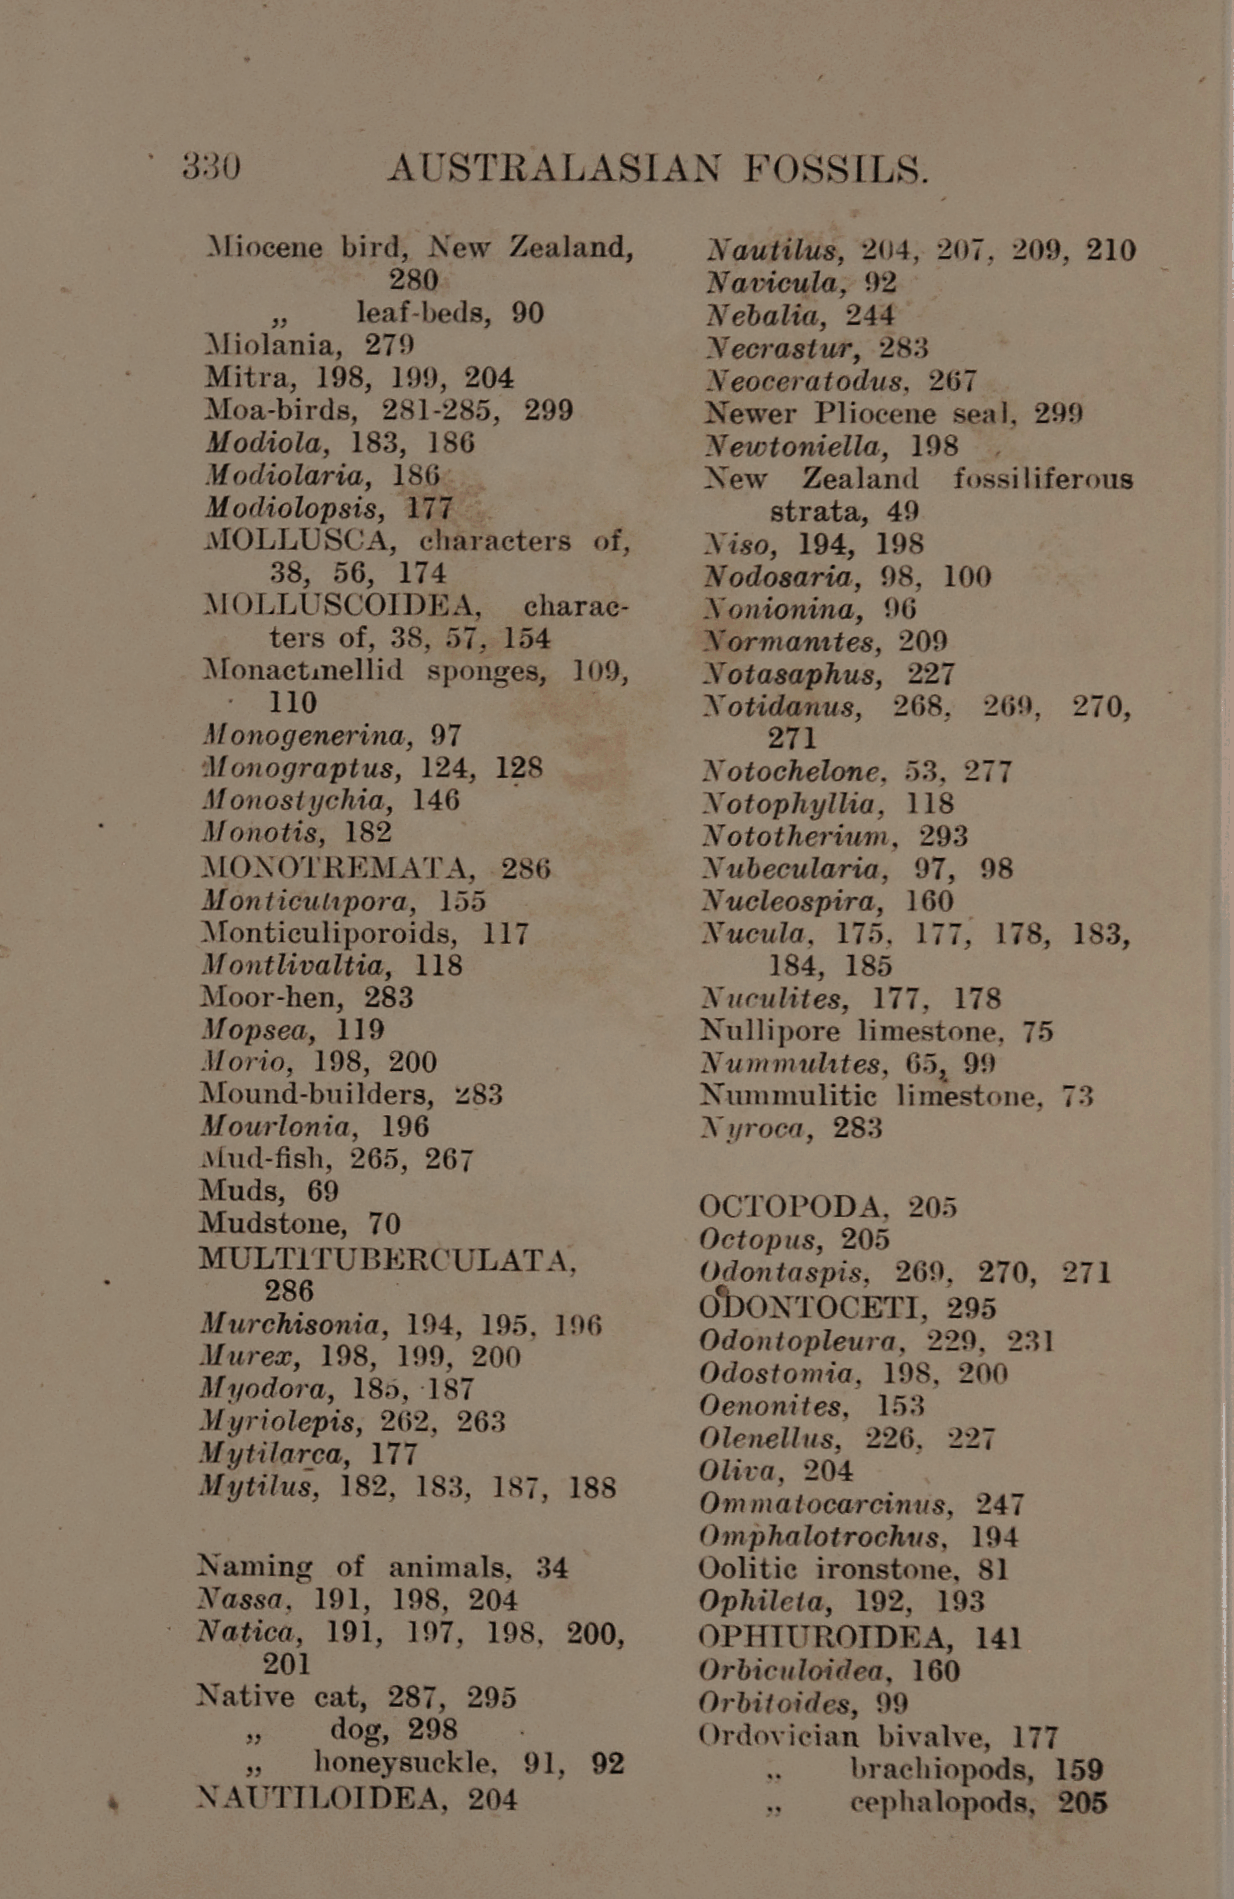 330 AUSTRALASIAN FOSSILS.
Miocene bird, New Zealand,
280
„ leaf-beds, 90
Miolania, 279
Mitra, 198, 199, 204
Moa-birds, 281-285, 299
Modiola, 183, 186
Modiolaria, 186
Modiolopsis, 177
MOLLUSCA, characters of,
38, 56, 174
MOLLUSCOIDEA, charac-
ters of, 38, 57, 154
Monactinellid sponges, 109,
110
Monogenerina, 97
Monograptus, 124, 128
Monostychia, 146
Monotis, 182
MONOTREMATA, 286
Monticulipora, 155
Monticuliporoids, 117
Montlivaltia, 118
Moor-hen, 283
Mopsea, 119
Morio, 198, 200
Mound-builders, 283
Mourlonia, 196
Mud-fish, 265, 267
Muds, 69
Mudstone, 70
MULTITUBERCULATA,
286
Murchisonia, 194, 195, 196
Murex, 198, 199, 200
Myodora, 185, 187
Myriolepis, 262, 263
Mytilarca, 177
Mytilus, 182, 183, 187, 188
Naming of animals, 34
Nassa, 191, 198, 204
Natica, 191, 197, 198, 200,
201
Native cat, 287, 295
„ dog, 298
„ honeysuckle, 91, 92
NAUTILOIDEA, 204
Nautilus, 204, 207, 209, 210
Navicula, 92
Nebalia, 244
Necrastur, 283
Neoceratodus, 267
Newer Pliocene seal, 299
Newtoniella, 198
New Zealand fossiliferous
strata, 49
Niso, 194, 198
Nodosaria, 98, 100
Nonionina, 96
Normanites, 209
Notasaphus, 227
Notidanus, 268, 269, 270,
271
Notochelone, 53, 277
Notophyllia, 118
Nototherium, 293
Nubecularia, 97, 98
Nucleospira, 160
Nucula, 175, 177, 178, 183,
184, 185
Nuculites, 177, 178
Nullipore limestone, 75
Nummulites, 65, 99
Nummulitic limestone, 73
Nyroca, 283
OCTOPODA, 205
Octopus, 205
Odontaspis, 269, 270, 271
ODONTOCETI, 295
Odontopleura, 229, 231
Odostomia, 198, 200
Oenonites, 153
Olenellus, 226, 227
Oliva, 204
Ommatocarcinus, 247
Omphalotrochus, 194
Oolitic ironstone, 81
Ophileta, 192, 193
OPHIUROIDEA, 141
Orbiculoidea, 160
Orbitoides, 99
Ordovician bivalve, 177
„ brachiopods, 159
„ cephalopods, 205